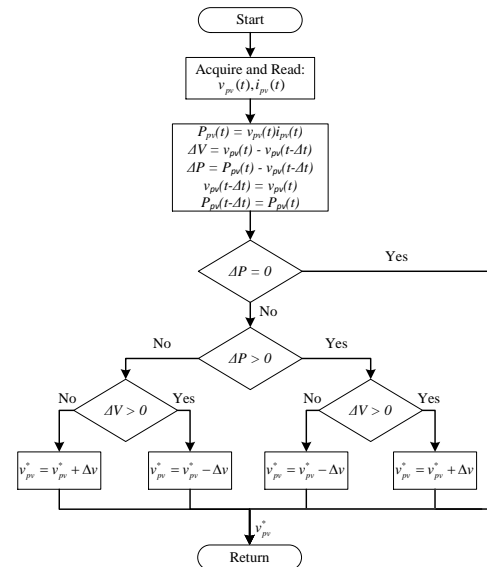 Start
Acquire and Read:
v_pv(t),i_pv(t)
P_pv(t) = v_pv(t)i_pv(t)
ΔV = v_pv(t) - v_pv(t-Δt)
ΔP = P_pv(t) - v_pv(t-Δt)
v_pv(t-Δt) = v_pv(t)
P_pv(t-Δt) = P_pv(t)
ΔP = 0
Yes
No
ΔP > 0
No
Yes
ΔV > 0
No
Yes
ΔV > 0
No
Yes
v*_pv = v*_pv + Δv
v*_pv = v*_pv − Δv
v*_pv = v*_pv − Δv
v*_pv = v*_pv + Δv
v*_pv
Return